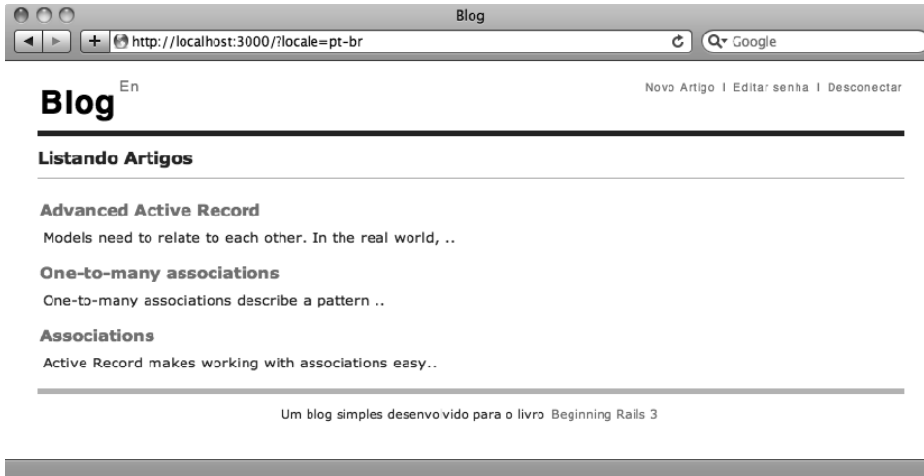 Blog
http://localhost:3000/?locale=pt-br
Google
Blog En
Novo Artigo | Editar senha | Desconectar
Listando Artigos
Advanced Active Record
Models need to relate to each other. In the real world, ..
One-to-many associations
One-to-many associations describe a pattern ..
Associations
Active Record makes working with associations easy..
Um blog simples desenvolvido para o livro Beginning Rails 3